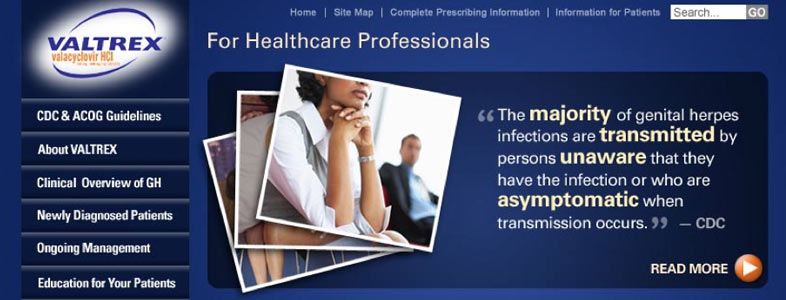 Home | Site Map | Complete Prescribing Information | Information for Patients
Search... GO
VALTREX
valacyclovir HCl
For Healthcare Professionals
CDC & ACOG Guidelines
About VALTREX
Clinical Overview of GH
Newly Diagnosed Patients
Ongoing Management
Education for Your Patients
“ The majority of genital herpes
infections are transmitted by
persons unaware that they
have the infection or who are
asymptomatic when
transmission occurs. ” — CDC
READ MORE